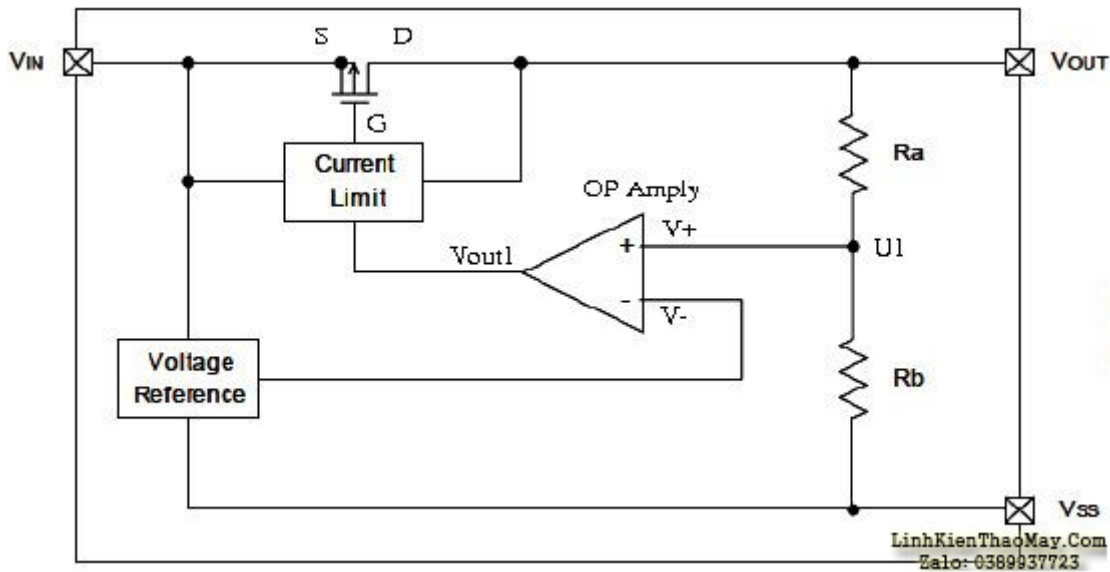 S
D
VIN
VOUT
G
Current
Limit
Ra
OP Amply
V+
+
U1
Vout1
-
V-
Voltage
Reference
Rb
VSS
LinhKienThaoMay.Com
Zalo: 0389937723